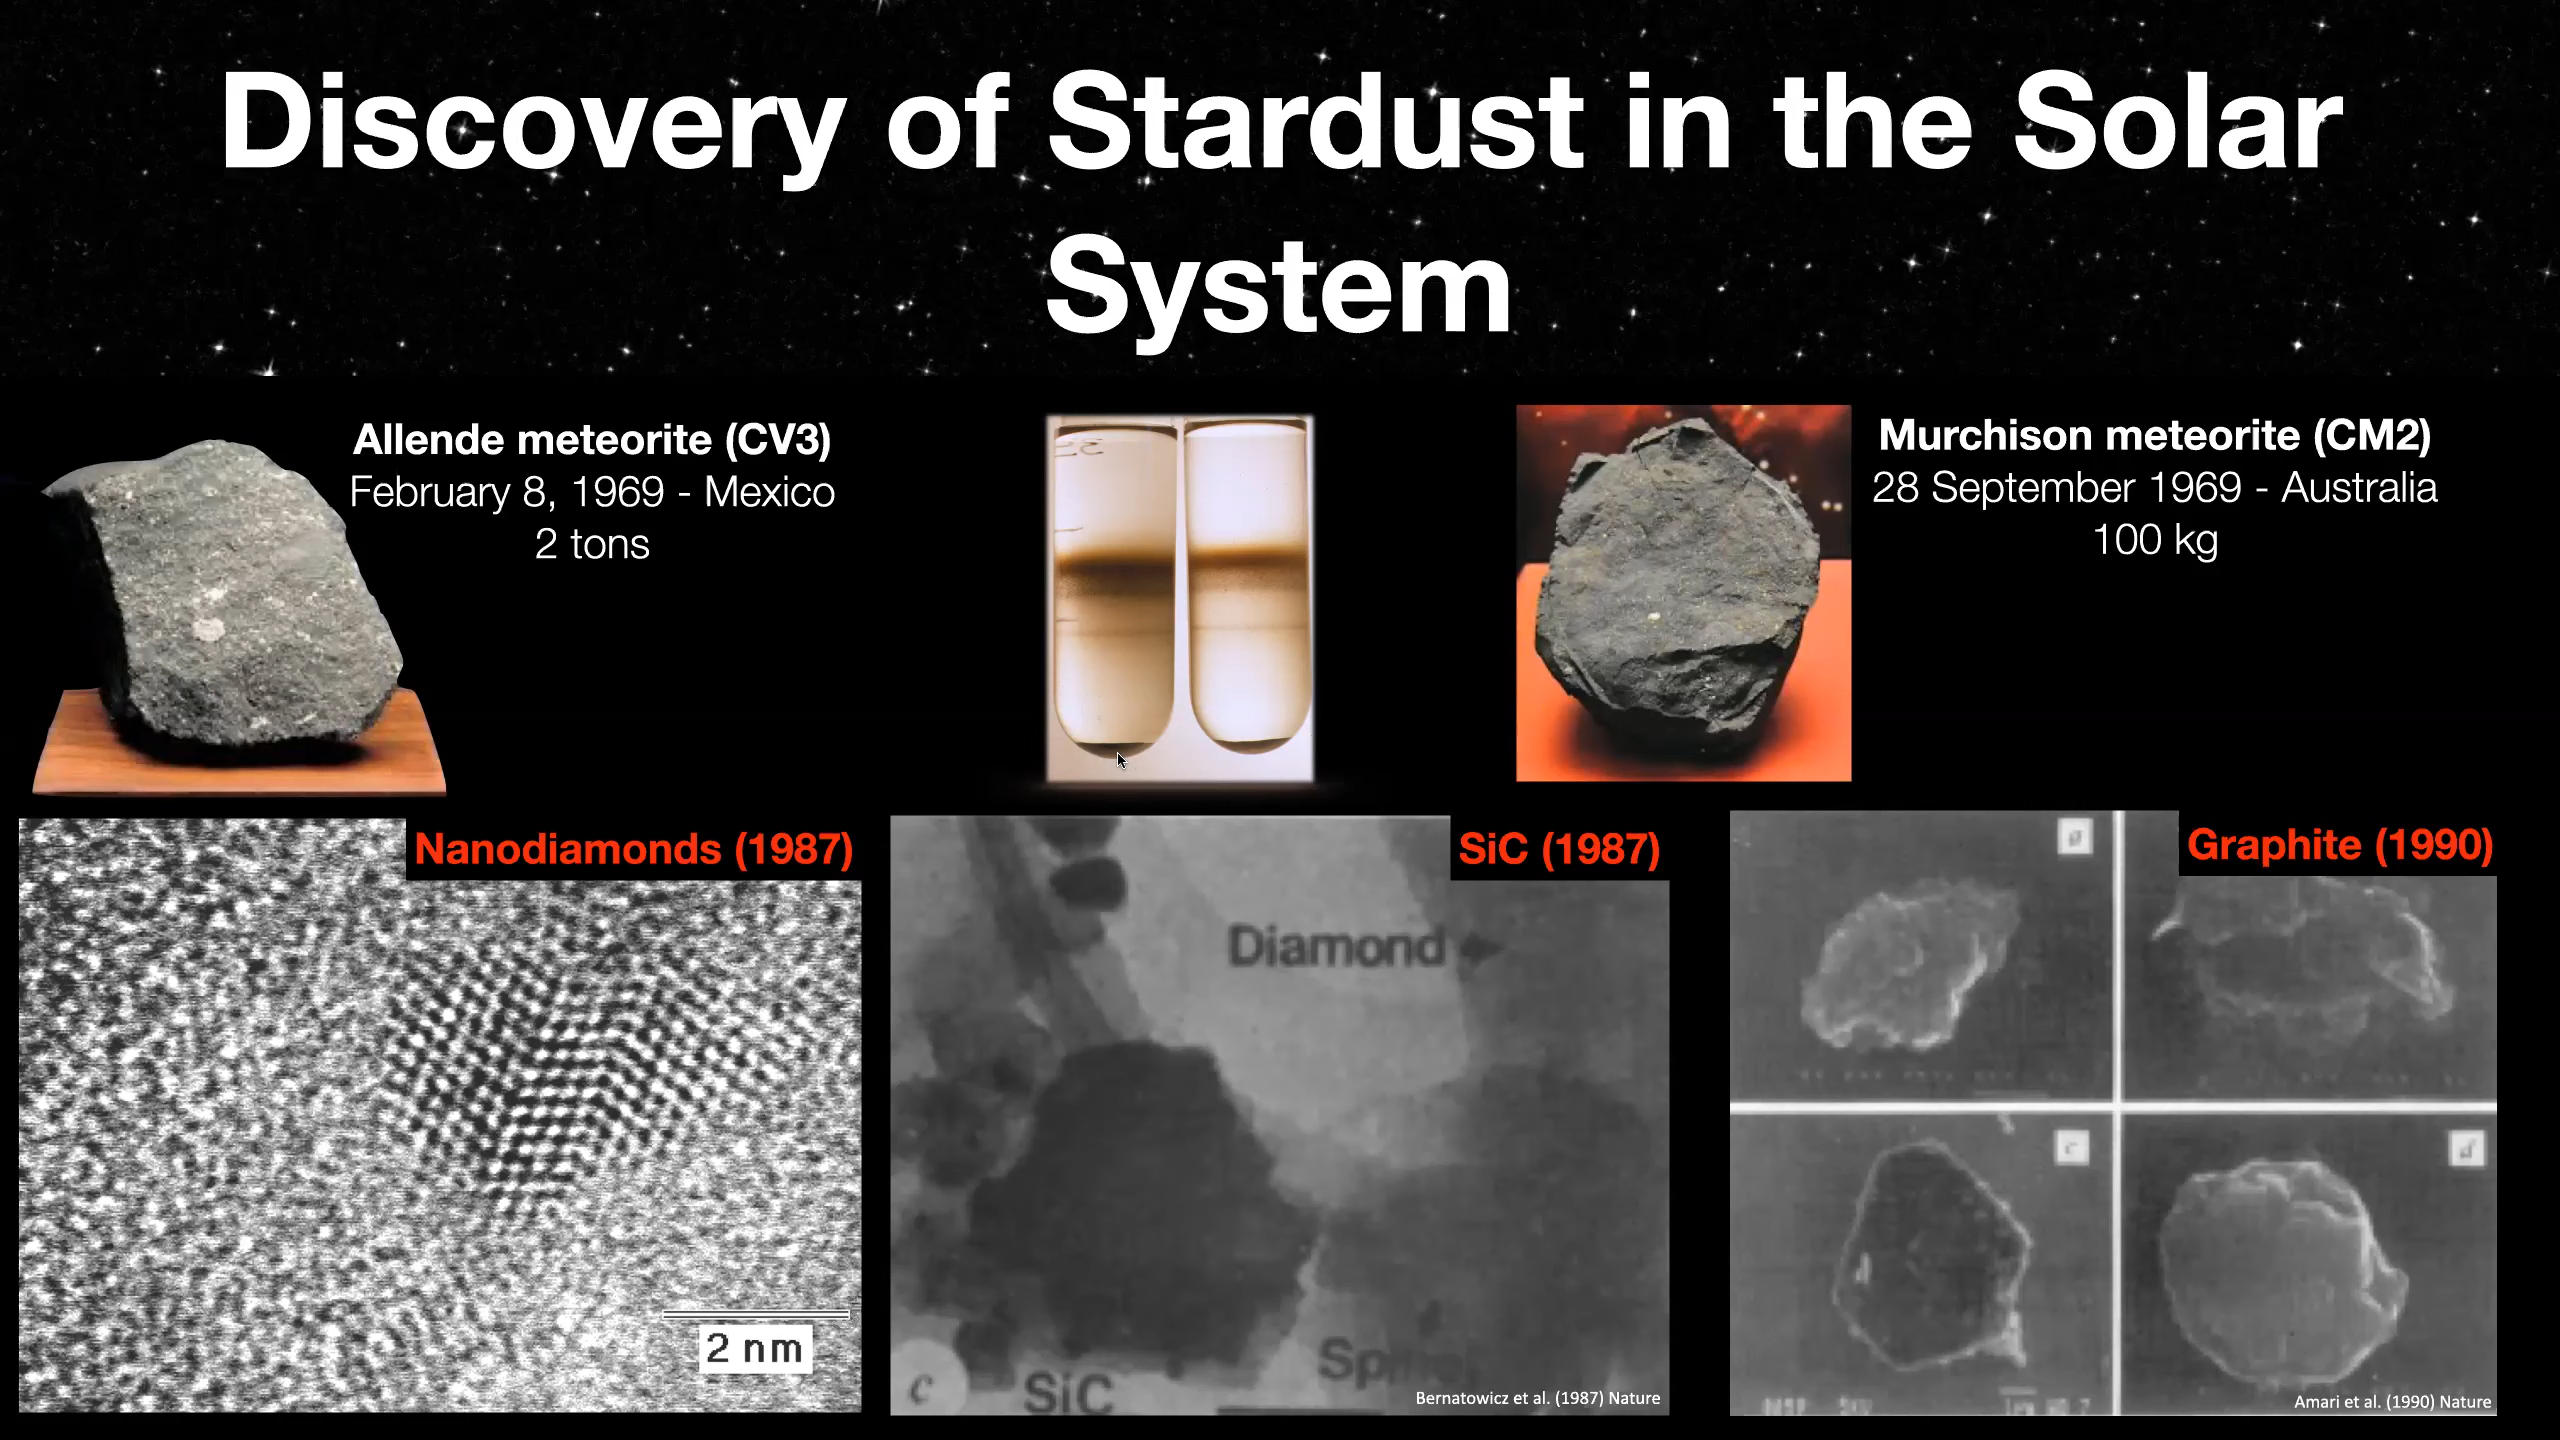 Discovery of Stardust in the Solar
System
Allende meteorite (CV3)
February 8, 1969 - Mexico
2 tons
Murchison meteorite (CM2)
28 September 1969 - Australia
100 kg
Nanodiamonds (1987)
2 nm
SiC (1987)
Diamond
c
SiC
Bernatowicz et al. (1987) Nature
Graphite (1990)
a
c
d
Amari et al. (1990) Nature